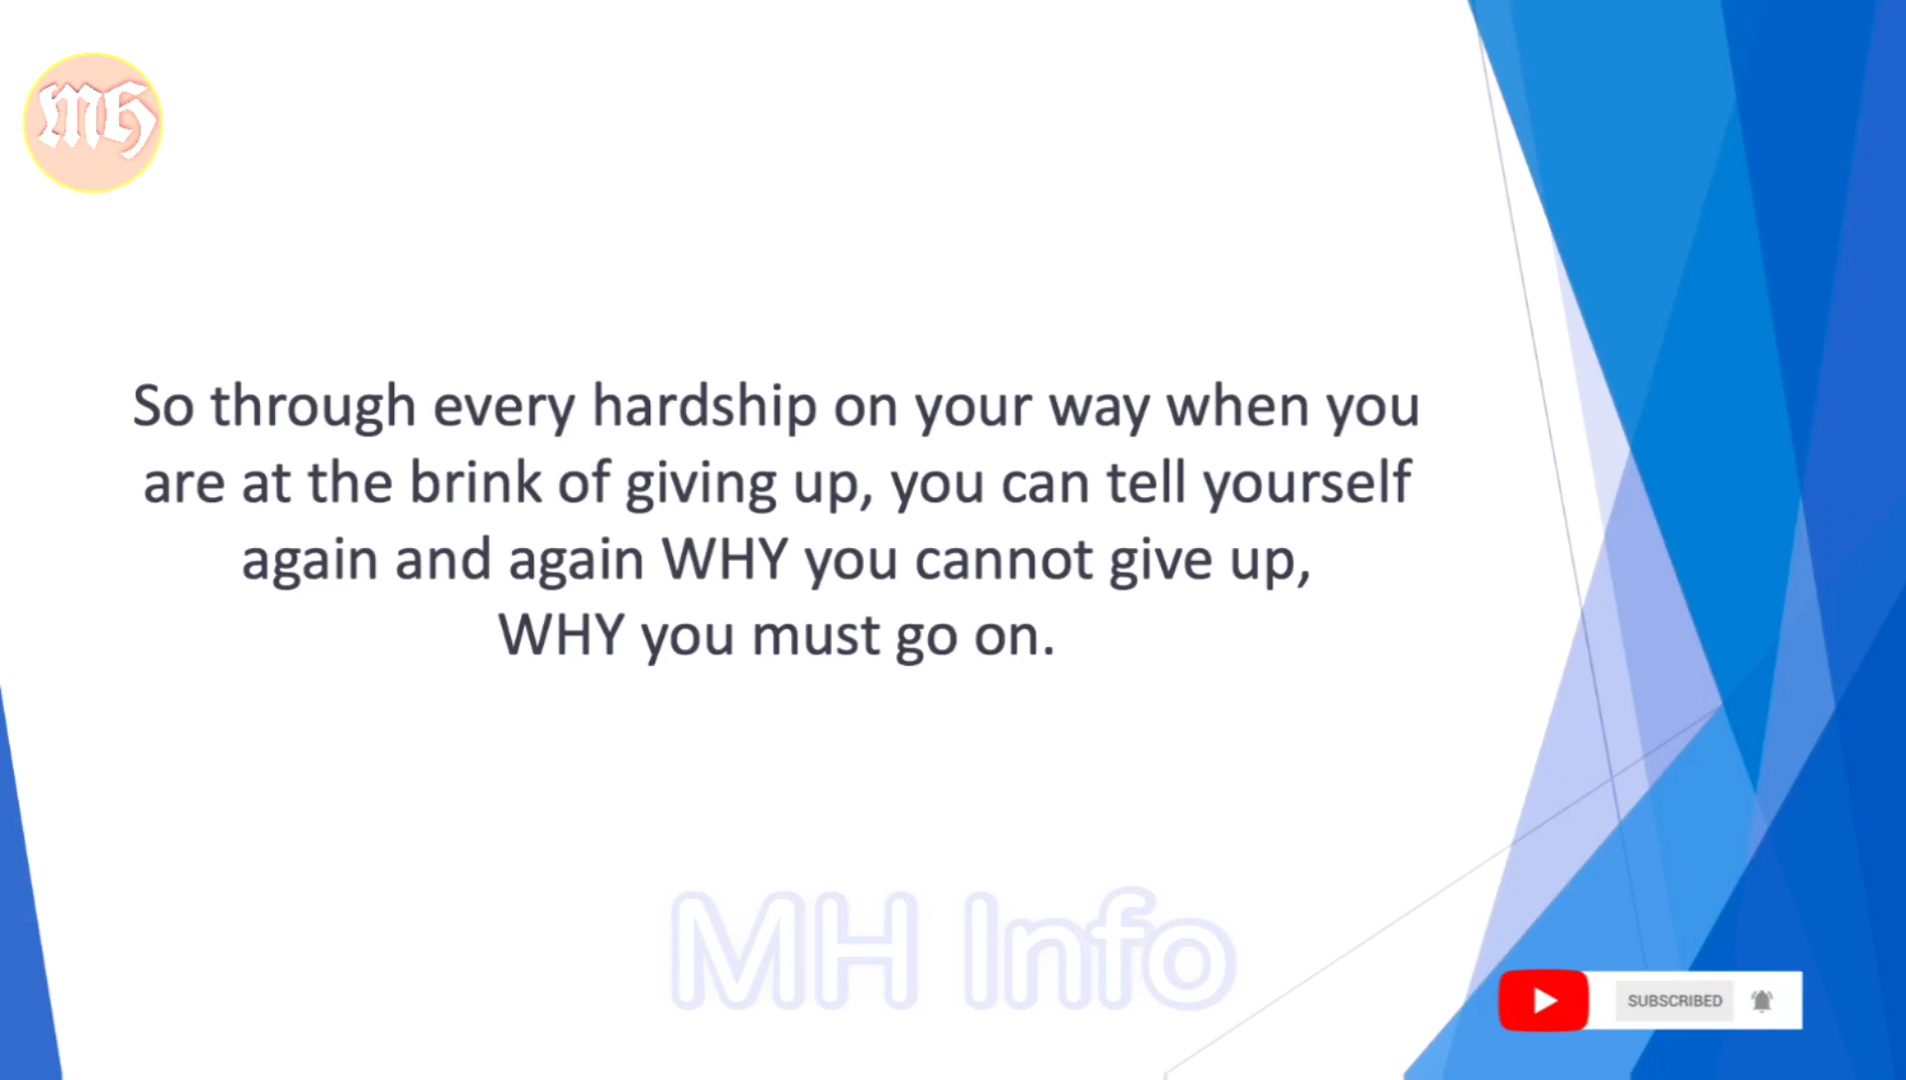 MH
So through every hardship on your way when you
are at the brink of giving up, you can tell yourself
again and again WHY you cannot give up,
WHY you must go on.
MH Info
SUBSCRIBED